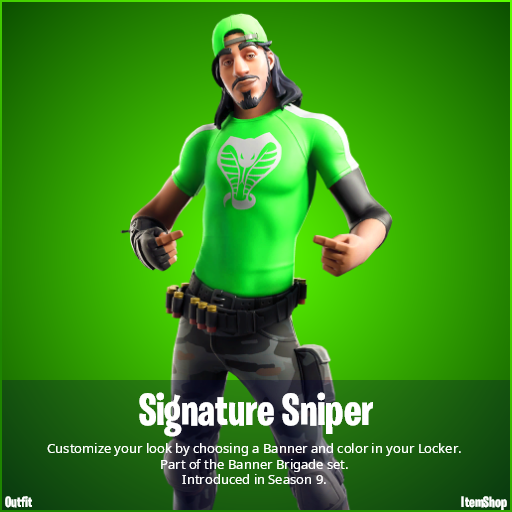 Signature Sniper
Customize your look by choosing a Banner and color in your Locker.
Part of the Banner Brigade set.
Introduced in Season 9.
Outfit
ItemShop